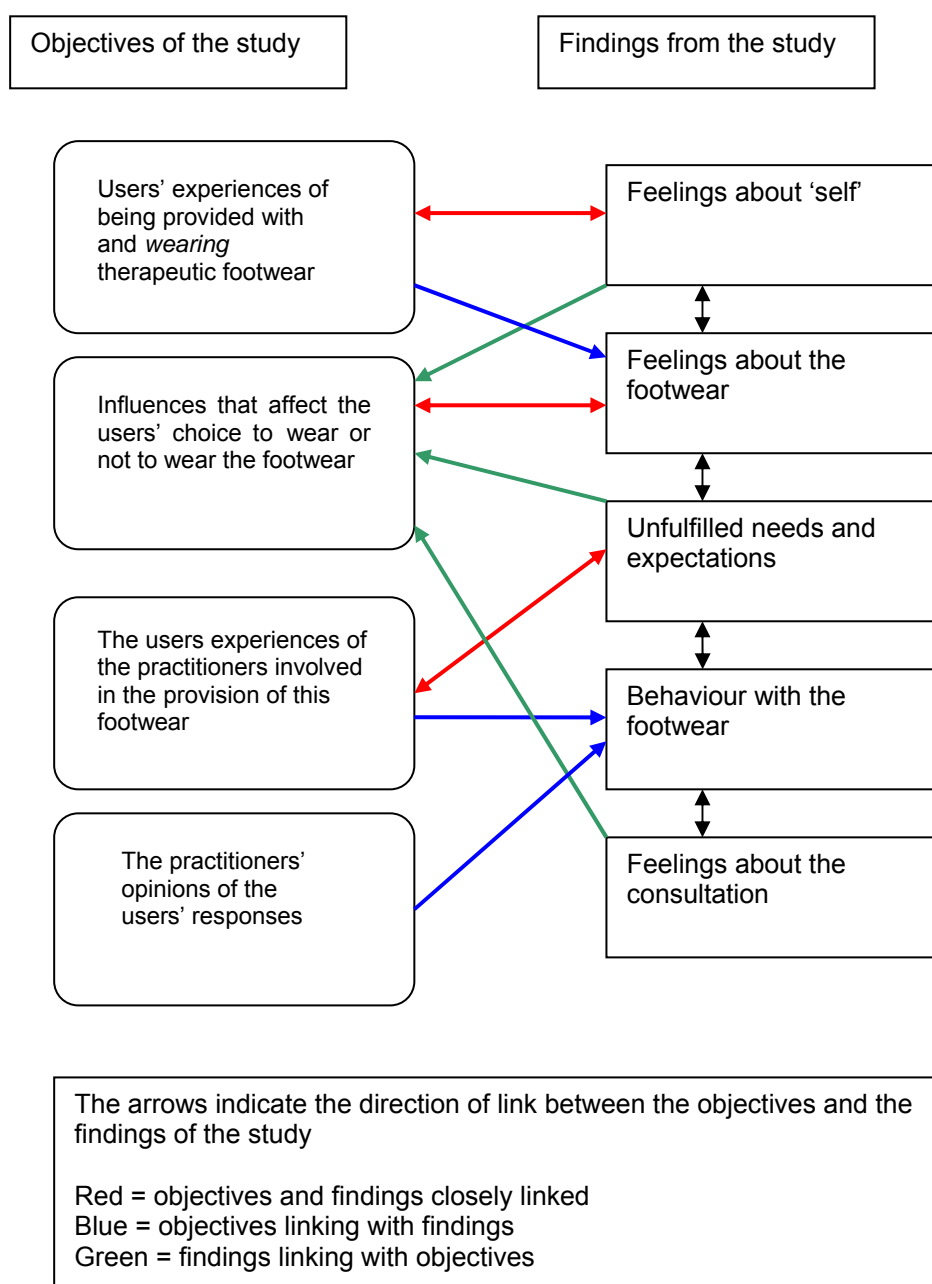 Objectives of the study
Findings from the study
Users’ experiences of
being provided with
and wearing
therapeutic footwear
Influences that affect the
users’ choice to wear or
not to wear the footwear
The users experiences of
the practitioners involved
in the provision of this
footwear
The practitioners’
opinions of the
users’ responses
Feelings about ‘self’
Feelings about the
footwear
Unfulfilled needs and
expectations
Behaviour with the
footwear
Feelings about the
consultation
The arrows indicate the direction of link between the objectives and the
findings of the study
Red = objectives and findings closely linked
Blue = objectives linking with findings
Green = findings linking with objectives